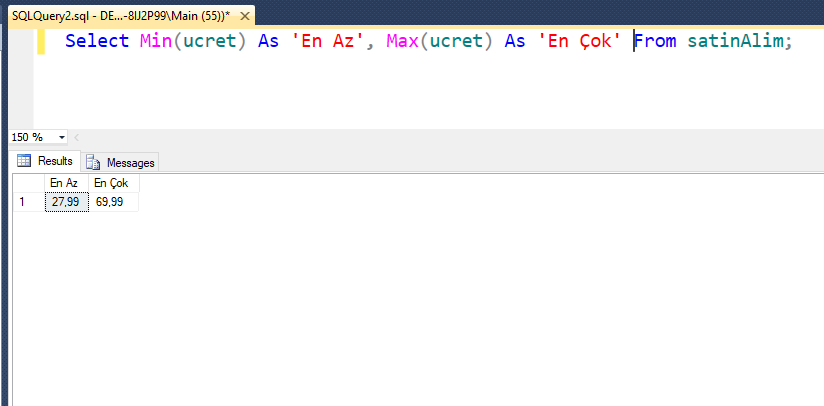 SQLQuery2.sql - DE...-8IJ2P99\Main (55))*
Select Min(ucret) As 'En Az', Max(ucret) As 'En Çok' From satinAlim;
150 %
Results Messages
En Az En Çok
1 27,99 69,99